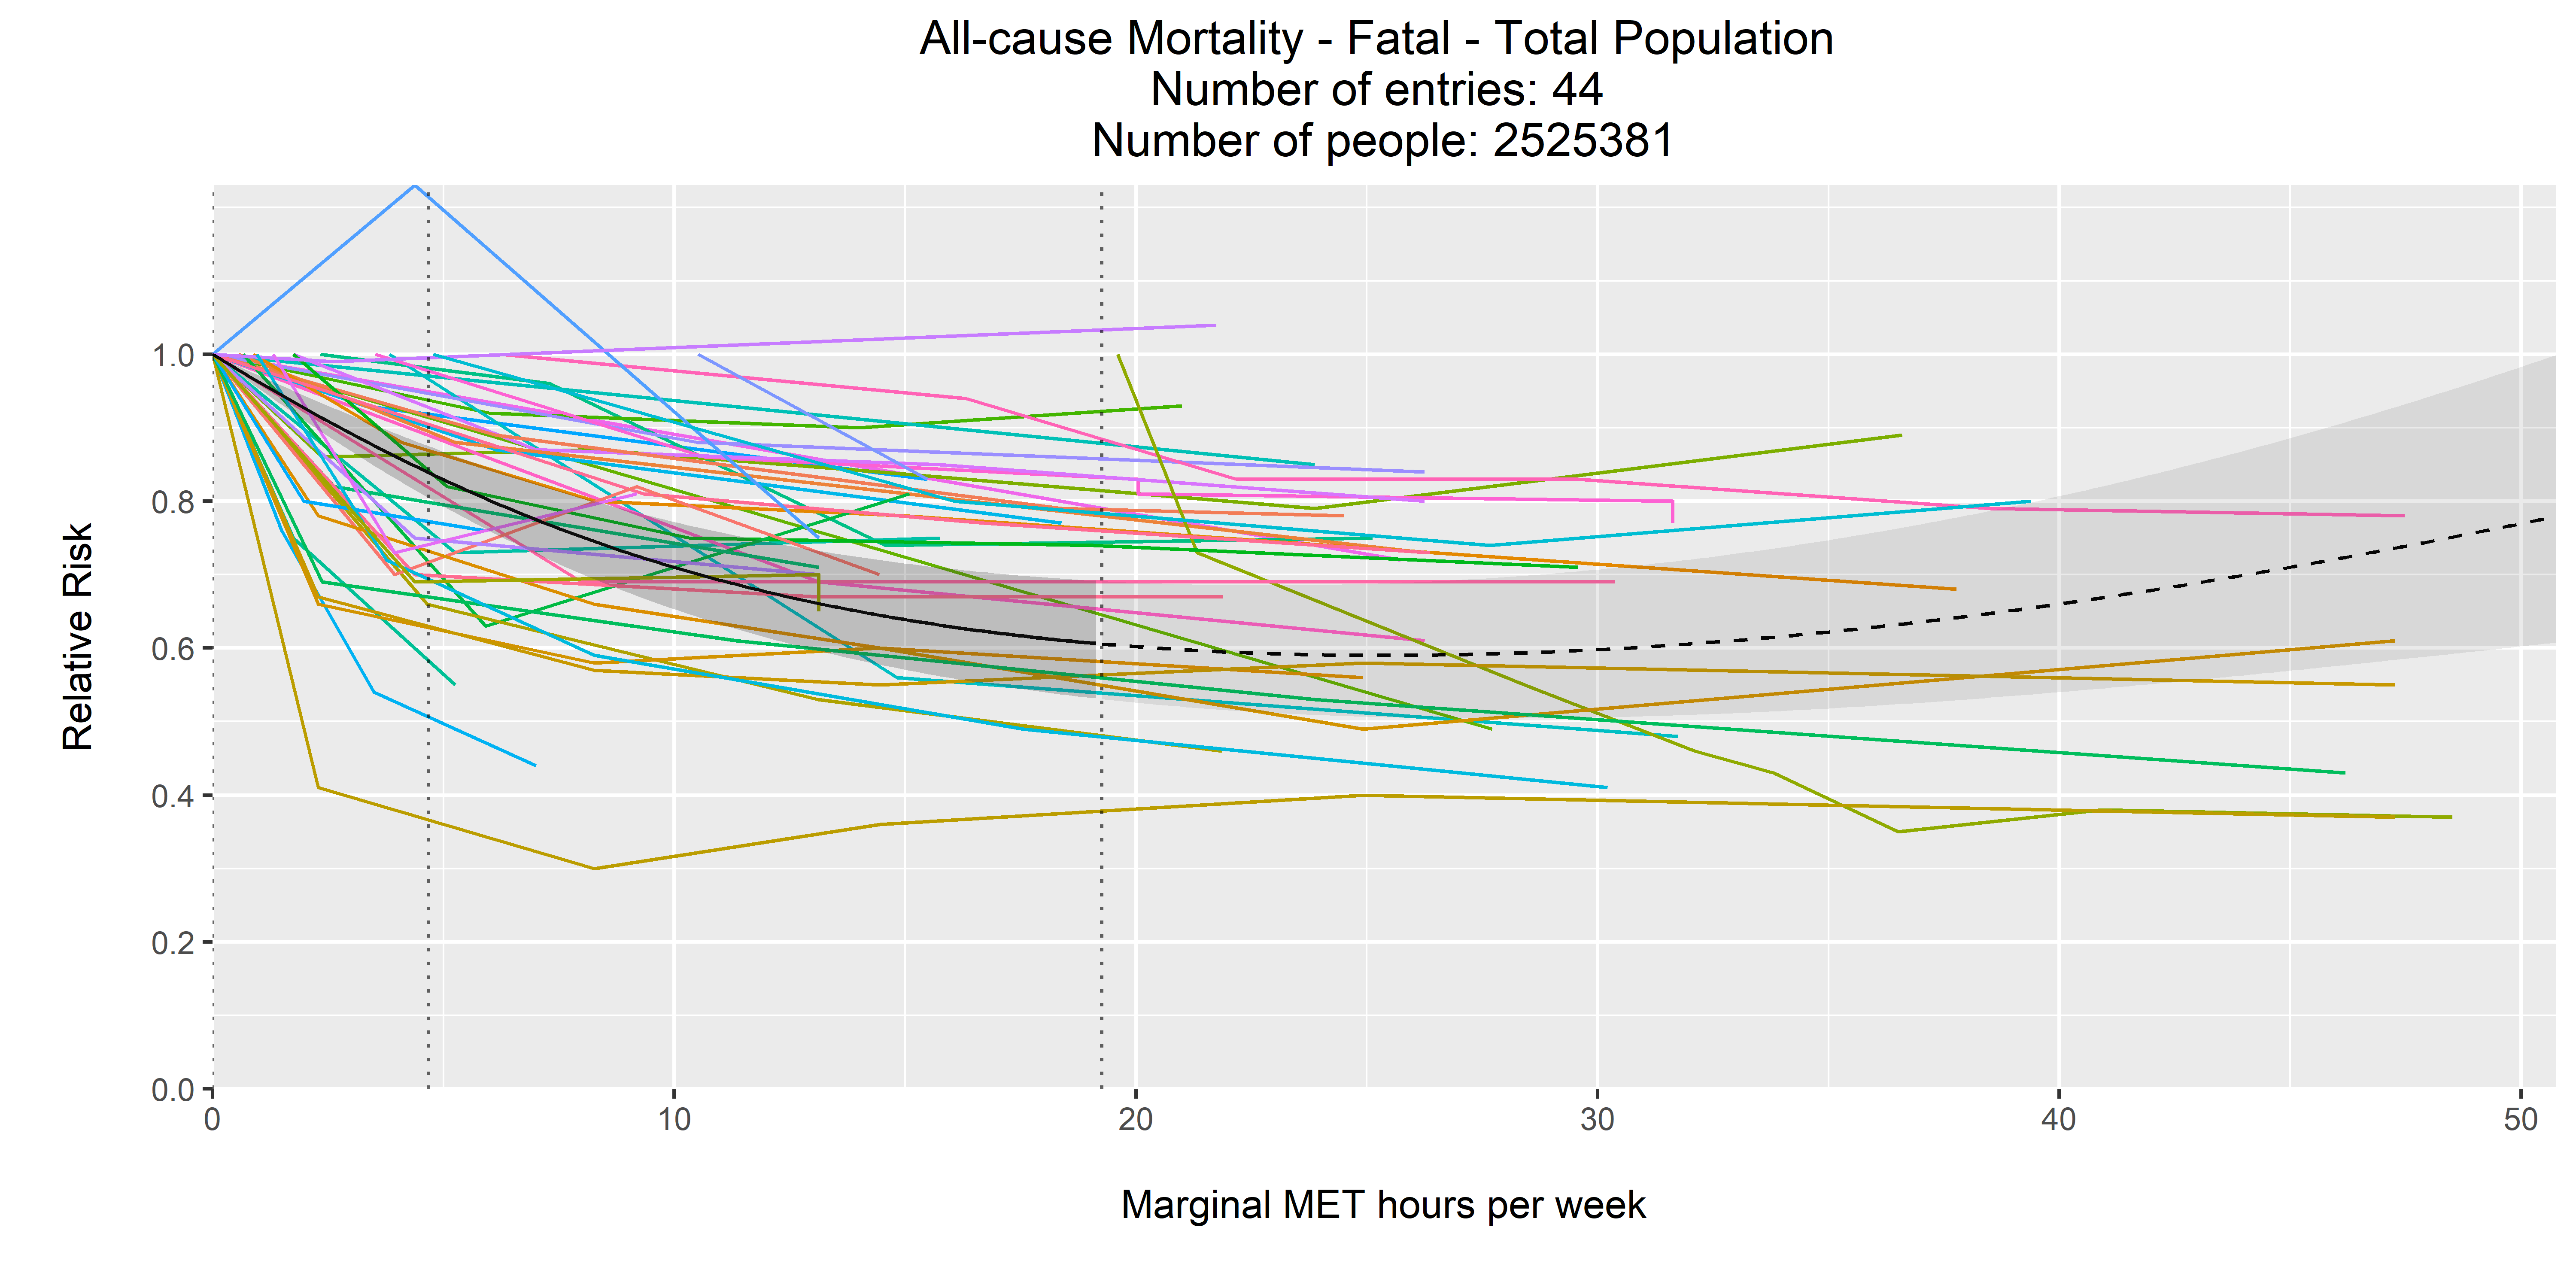 All-cause Mortality - Fatal - Total Population
Number of entries: 44
Number of people: 2525381
Relative Risk
1.0
0.8
0.6
0.4
0.2
0.0
0 10 20 30 40 50
Marginal MET hours per week